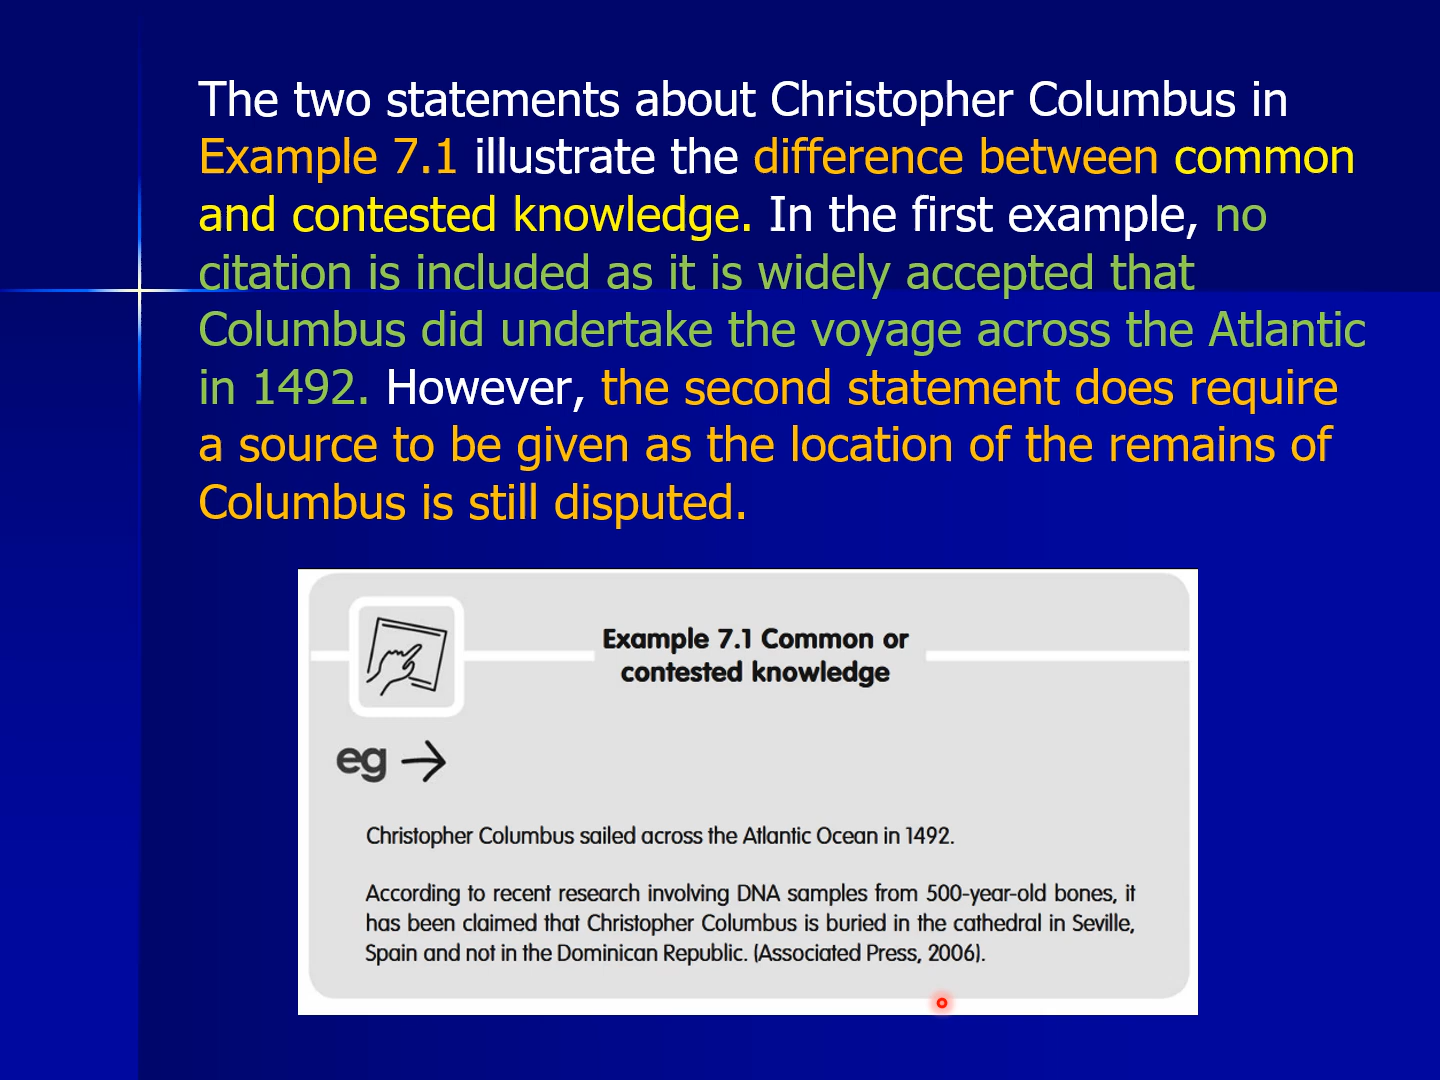 The two statements about Christopher Columbus in
Example 7.1 illustrate the difference between common
and contested knowledge. In the first example, no
citation is included as it is widely accepted that
Columbus did undertake the voyage across the Atlantic
in 1492. However, the second statement does require
a source to be given as the location of the remains of
Columbus is still disputed.
Example 7.1 Common or
contested knowledge
eg →
Christopher Columbus sailed across the Atlantic Ocean in 1492.
According to recent research involving DNA samples from 500-year-old bones, it
has been claimed that Christopher Columbus is buried in the cathedral in Seville,
Spain and not in the Dominican Republic. (Associated Press, 2006).